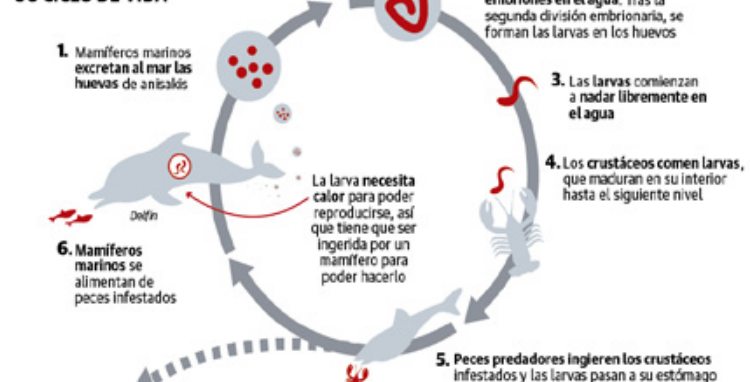 SU CICLO DE VIDA
embriones en el agua. Tras la
segunda división embrionaria, se
forman las larvas en los huevos
1. Mamíferos marinos
excretan al mar las
huevas de anisakis
3. Las larvas comienzan
a nadar libremente en
el agua
4. Los crustáceos comen larvas,
que maduran en su interior
hasta el siguiente nivel
La larva necesita
calor para poder
reproducirse, así
que tiene que ser
ingerida por un
mamífero para
poder hacerlo
Delfín
6. Mamíferos
marinos se
alimentan de
peces infestados
5. Peces predadores ingieren los crustáceos
infestados y las larvas pasan a su estómago